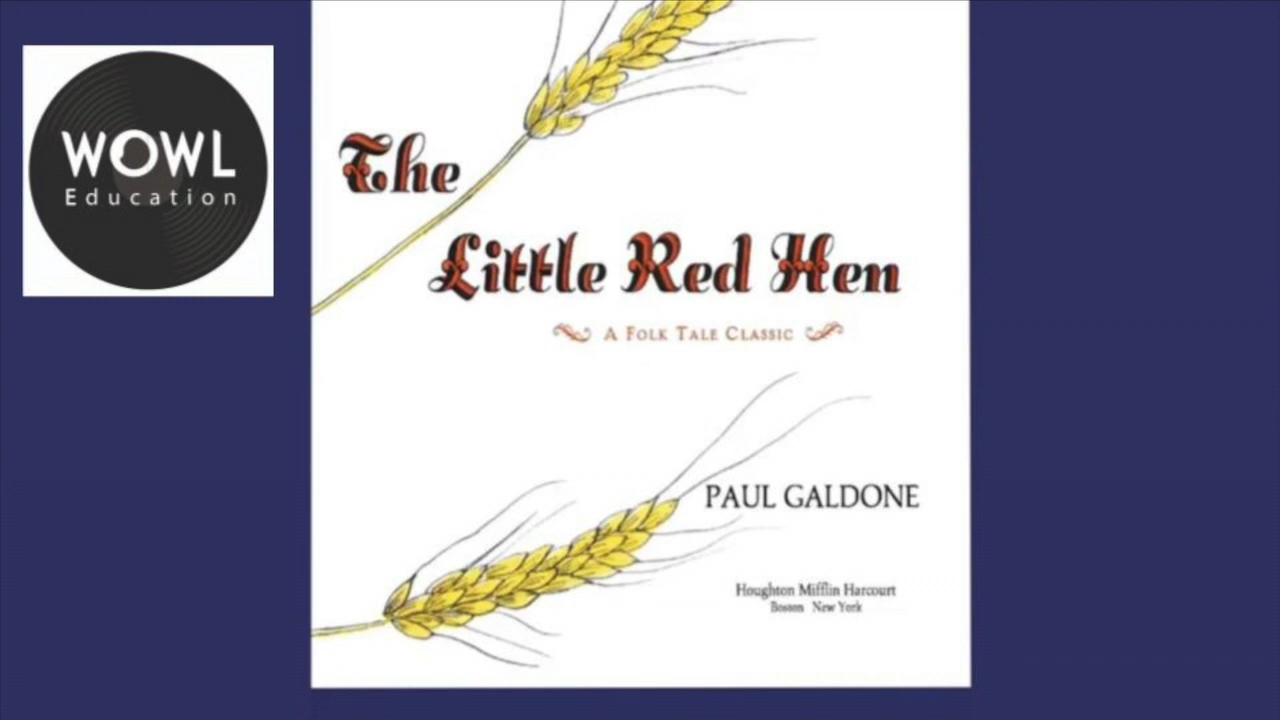 WOWL
Education
The
Little Red Hen
A Folk Tale Classic
PAUL GALDONE
Houghton Mifflin Harcourt
Boston New York